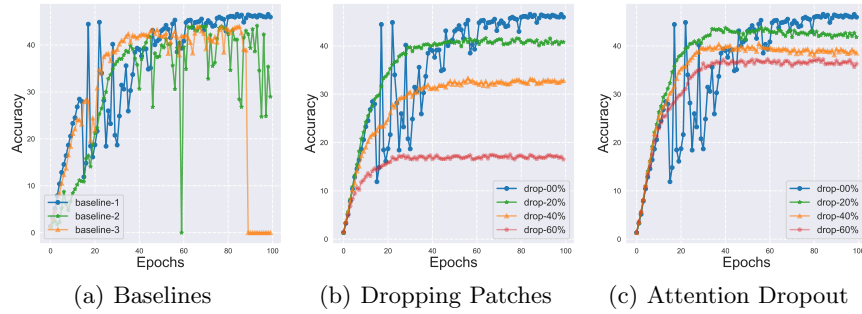 Accuracy
40
30
20
10
0
0
20
40
60
80
100
Epochs
baseline-1
baseline-2
baseline-3
(a) Baselines
Accuracy
40
30
20
10
0
0
20
40
60
80
100
Epochs
drop-00%
drop-20%
drop-40%
drop-60%
(b) Dropping Patches
Accuracy
40
30
20
10
0
0
20
40
60
80
100
Epochs
drop-00%
drop-20%
drop-40%
drop-60%
(c) Attention Dropout